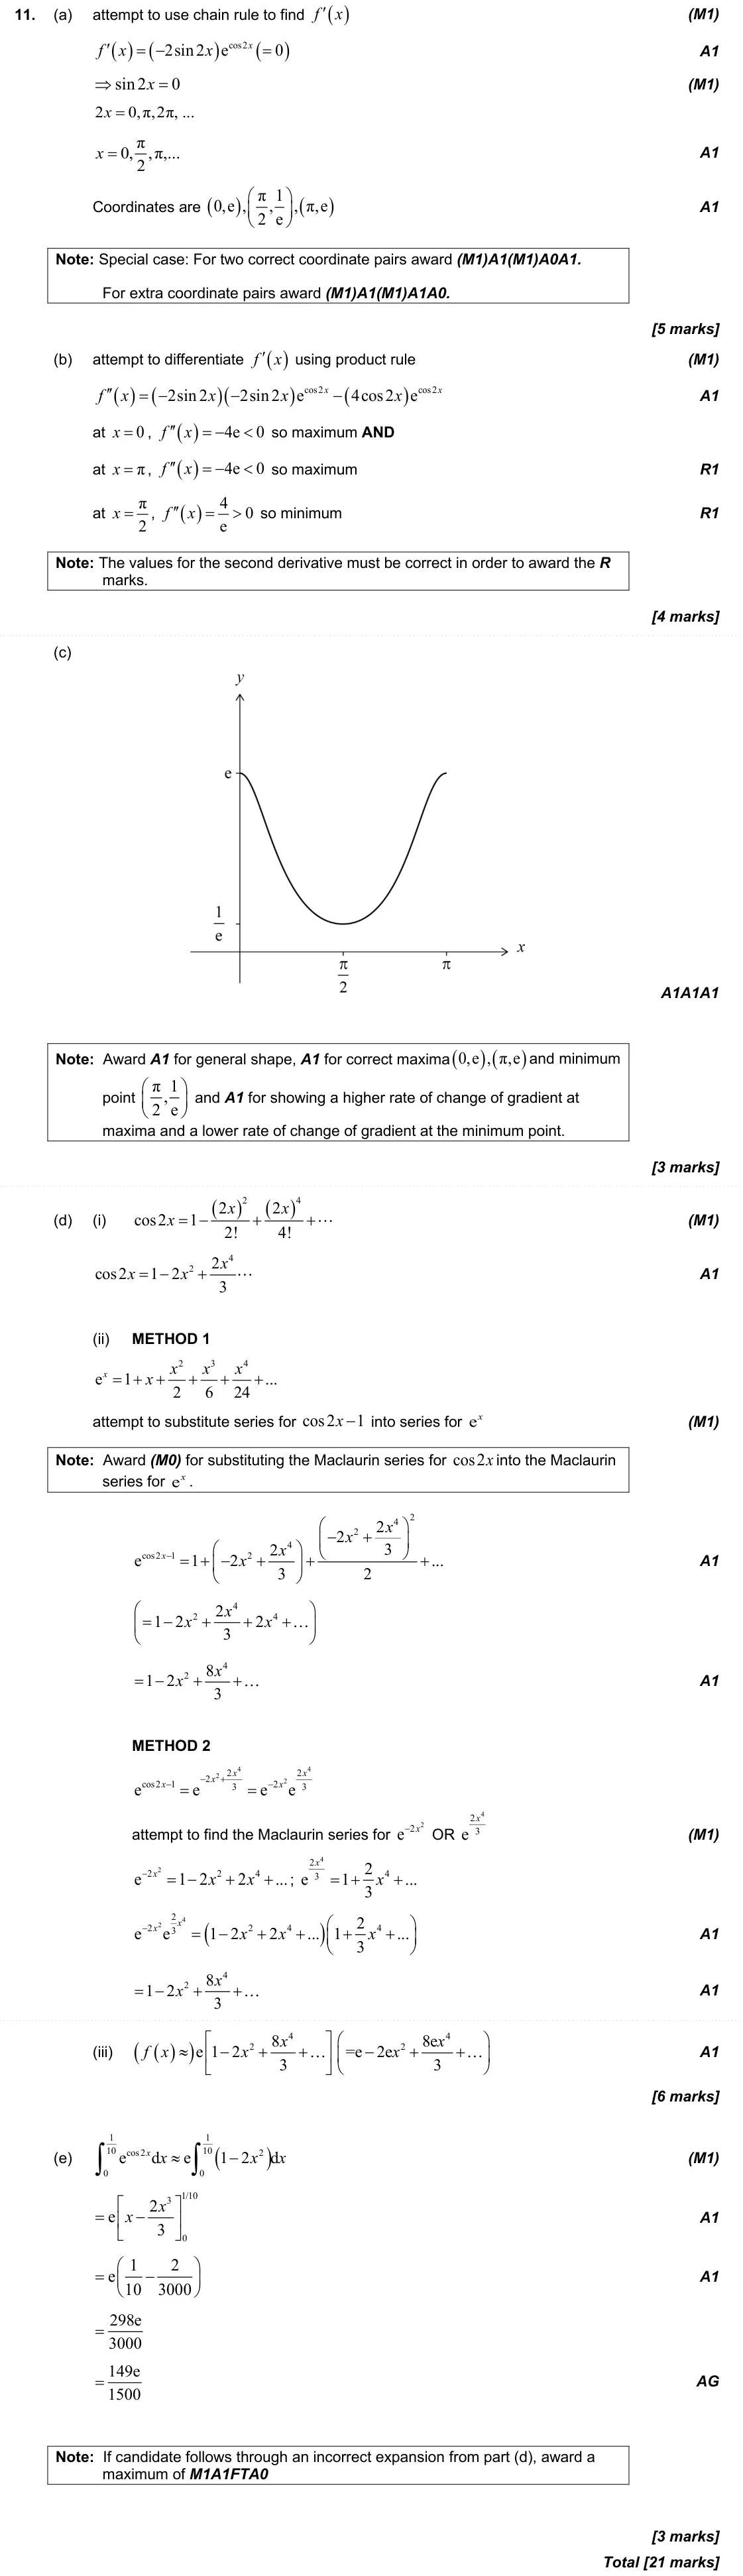 11. (a) attempt to use chain rule to find f′(x) (M1)
f′(x) = (−2sin 2x)e^(cos 2x) (= 0) A1
⇒ sin 2x = 0 (M1)
2x = 0, π, 2π, ...
x = 0, π/2, π, ... A1
Coordinates are (0, e), (π/2, 1/e), (π, e) A1
Note: Special case: For two correct coordinate pairs award (M1)A1(M1)A0A1.
For extra coordinate pairs award (M1)A1(M1)A1A0.
[5 marks]
(b) attempt to differentiate f′(x) using product rule (M1)
f″(x) = (−2sin 2x)(−2sin 2x)e^(cos 2x) − (4cos 2x)e^(cos 2x) A1
at x = 0, f″(x) = −4e < 0 so maximum AND
at x = π, f″(x) = −4e < 0 so maximum R1
at x = π/2, f″(x) = 4/e > 0 so minimum R1
Note: The values for the second derivative must be correct in order to award the R
marks.
[4 marks]
(c)
y
e
1/e
x
π/2 π
A1A1A1
Note: Award A1 for general shape, A1 for correct maxima (0, e), (π, e) and minimum
point (π/2, 1/e) and A1 for showing a higher rate of change of gradient at
maxima and a lower rate of change of gradient at the minimum point.
[3 marks]
(d) (i) cos 2x = 1 − (2x)²/2! + (2x)⁴/4! + ⋯ (M1)
cos 2x = 1 − 2x² + 2x⁴/3 ⋯ A1
(ii) METHOD 1
e^x = 1 + x + x²/2 + x³/6 + x⁴/24 + ...
attempt to substitute series for cos 2x − 1 into series for e^x (M1)
Note: Award (M0) for substituting the Maclaurin series for cos 2x into the Maclaurin
series for e^x.
e^(cos 2x−1) = 1 + (−2x² + 2x⁴/3) + (−2x² + 2x⁴/3)²/2 + ... A1
(= 1 − 2x² + 2x⁴/3 + 2x⁴ + …)
= 1 − 2x² + 8x⁴/3 + … A1
METHOD 2
e^(cos 2x−1) = e^(−2x² + 2x⁴/3) = e^(−2x²) e^(2x⁴/3)
attempt to find the Maclaurin series for e^(−2x²) OR e^(2x⁴/3) (M1)
e^(−2x²) = 1 − 2x² + 2x⁴ + ...; e^(2x⁴/3) = 1 + 2/3 x⁴ + ...
e^(−2x²) e^(2/3 x⁴) = (1 − 2x² + 2x⁴ + ...)(1 + 2/3 x⁴ + ...) A1
= 1 − 2x² + 8x⁴/3 + … A1
(iii) (f(x) ≈) e[1 − 2x² + 8x⁴/3 + …] (= e − 2ex² + 8ex⁴/3 + …) A1
[6 marks]
(e) ∫₀^(1/10) e^(cos 2x) dx ≈ e∫₀^(1/10) (1 − 2x²)dx (M1)
= e[x − 2x³/3]₀^(1/10) A1
= e(1/10 − 2/3000) A1
= 298e/3000
= 149e/1500 AG
Note: If candidate follows through an incorrect expansion from part (d), award a
maximum of M1A1FTA0
[3 marks]
Total [21 marks]